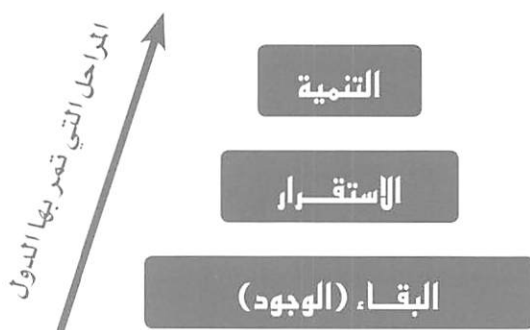 التنمية
الاستقرار
البقاء (الوجود)
المراحل التي تمر بها الدول